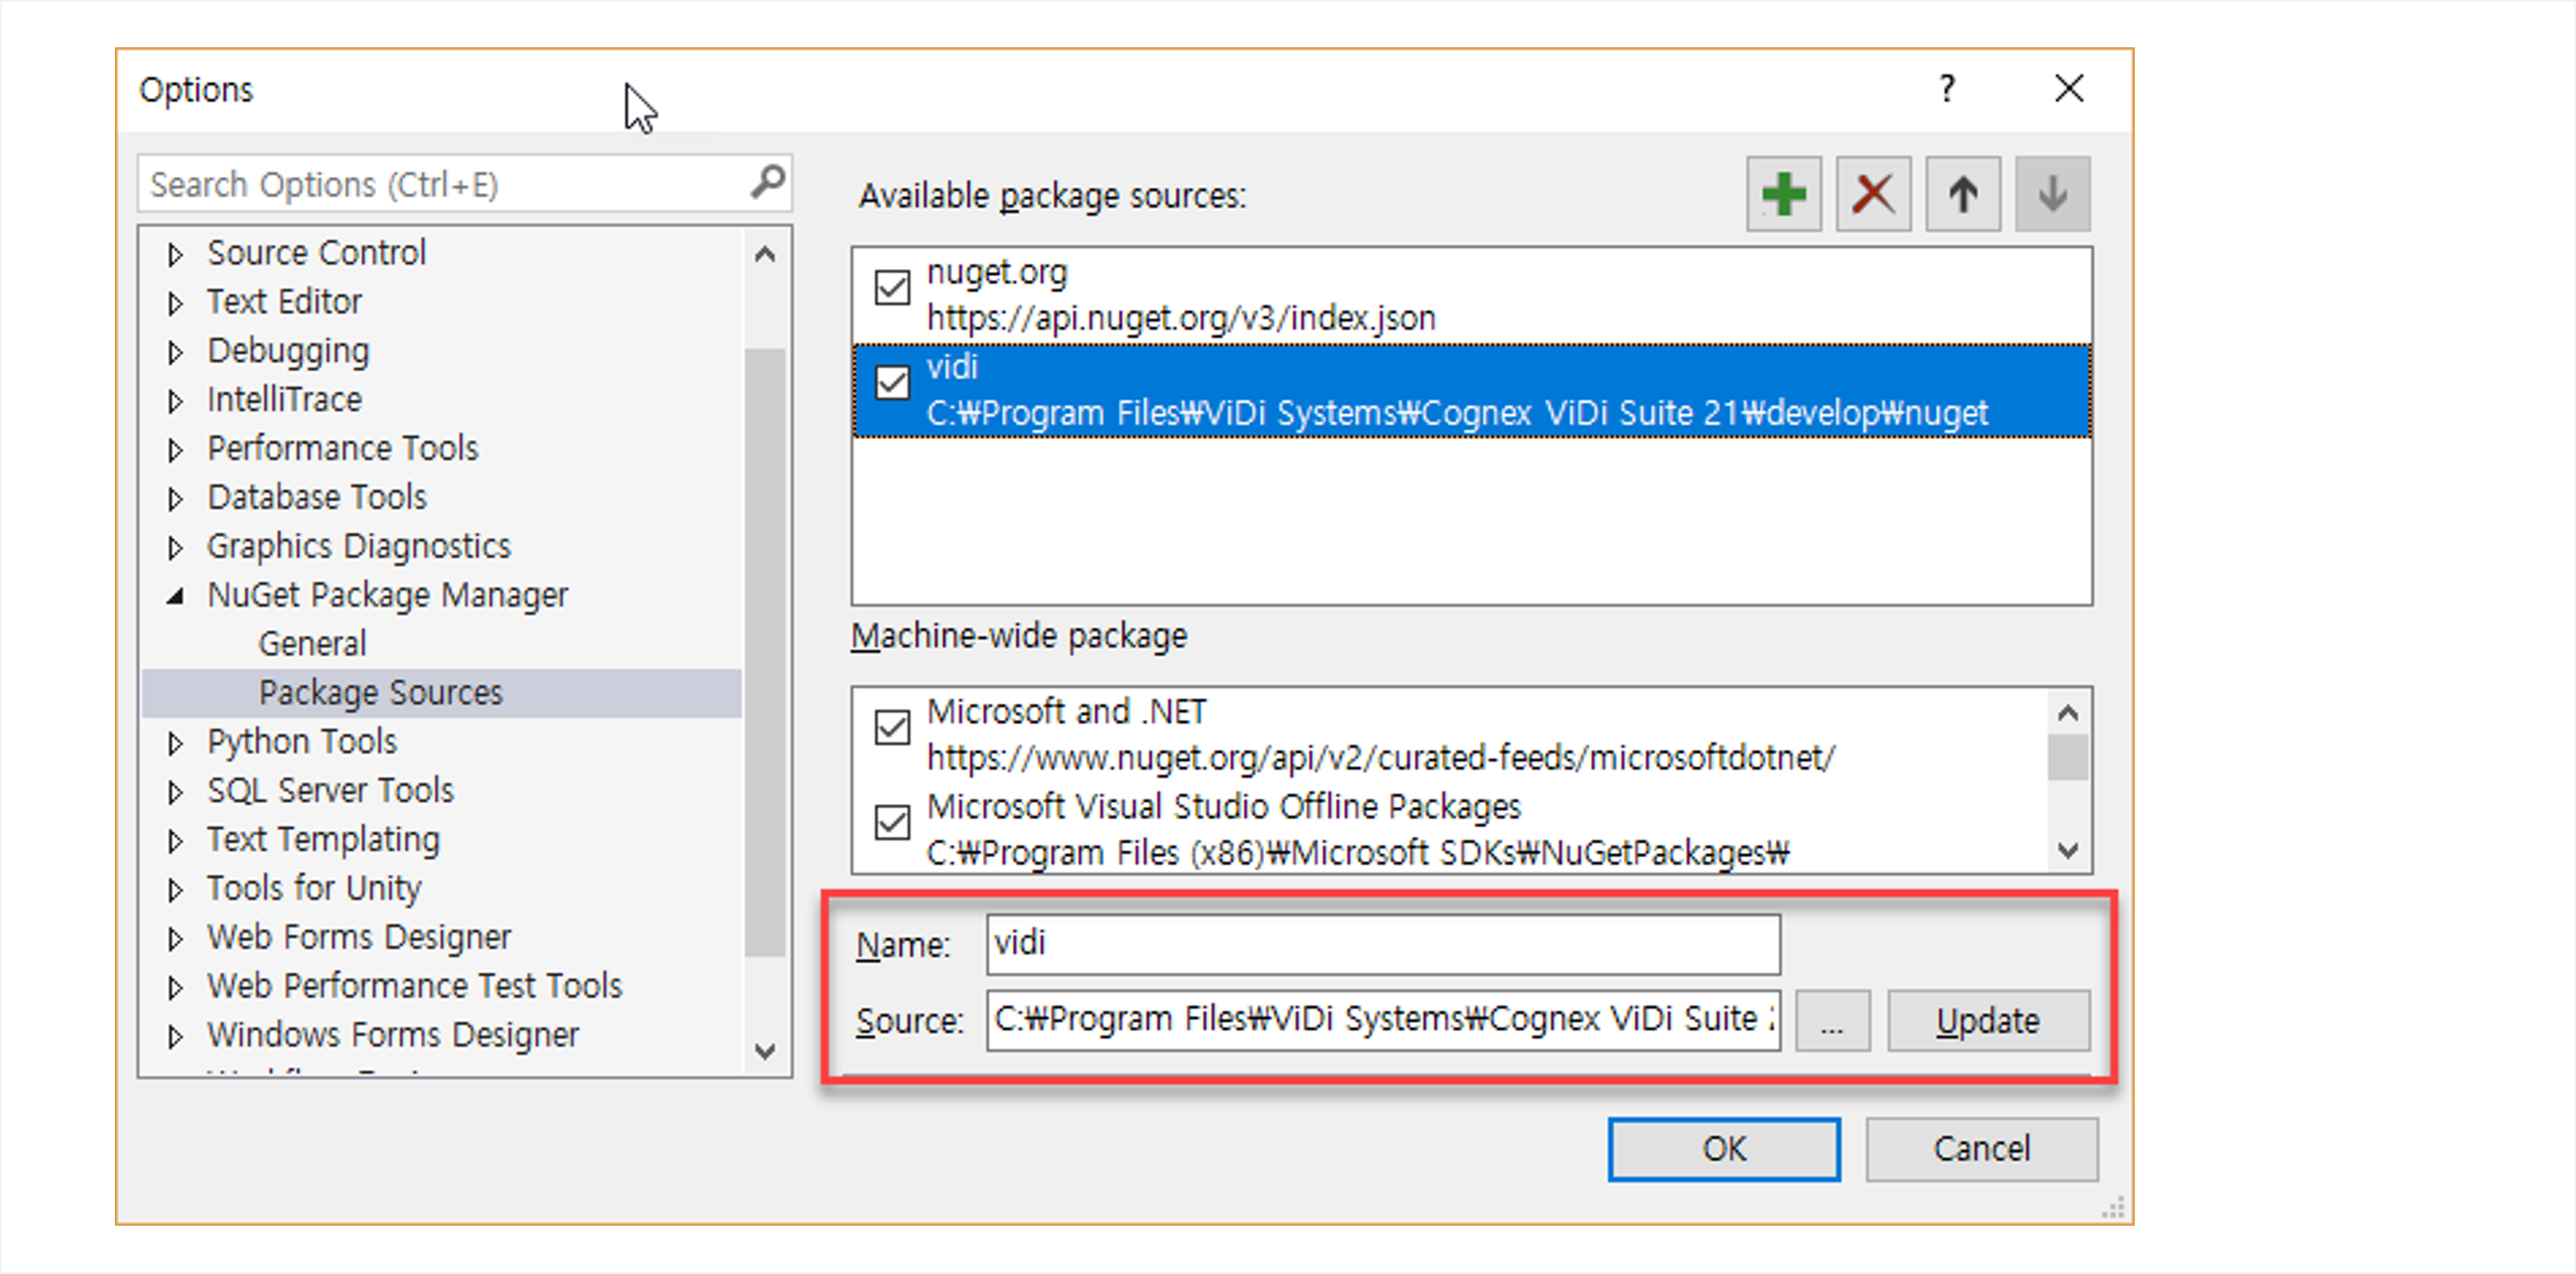 Options
?
Search Options (Ctrl+E)
Source Control
Text Editor
Debugging
IntelliTrace
Performance Tools
Database Tools
Graphics Diagnostics
NuGet Package Manager
General
Package Sources
Python Tools
SQL Server Tools
Text Templating
Tools for Unity
Web Forms Designer
Web Performance Test Tools
Windows Forms Designer
Available package sources:
nuget.org
https://api.nuget.org/v3/index.json
vidi
C:₩Program Files₩ViDi Systems₩Cognex ViDi Suite 21₩develop₩nuget
Machine-wide package
Microsoft and .NET
https://www.nuget.org/api/v2/curated-feeds/microsoftdotnet/
Microsoft Visual Studio Offline Packages
C:₩Program Files (x86)₩Microsoft SDKs₩NuGetPackages₩
Name: vidi
Source: C:₩Program Files₩ViDi Systems₩Cognex ViDi Suite ... Update
OK Cancel